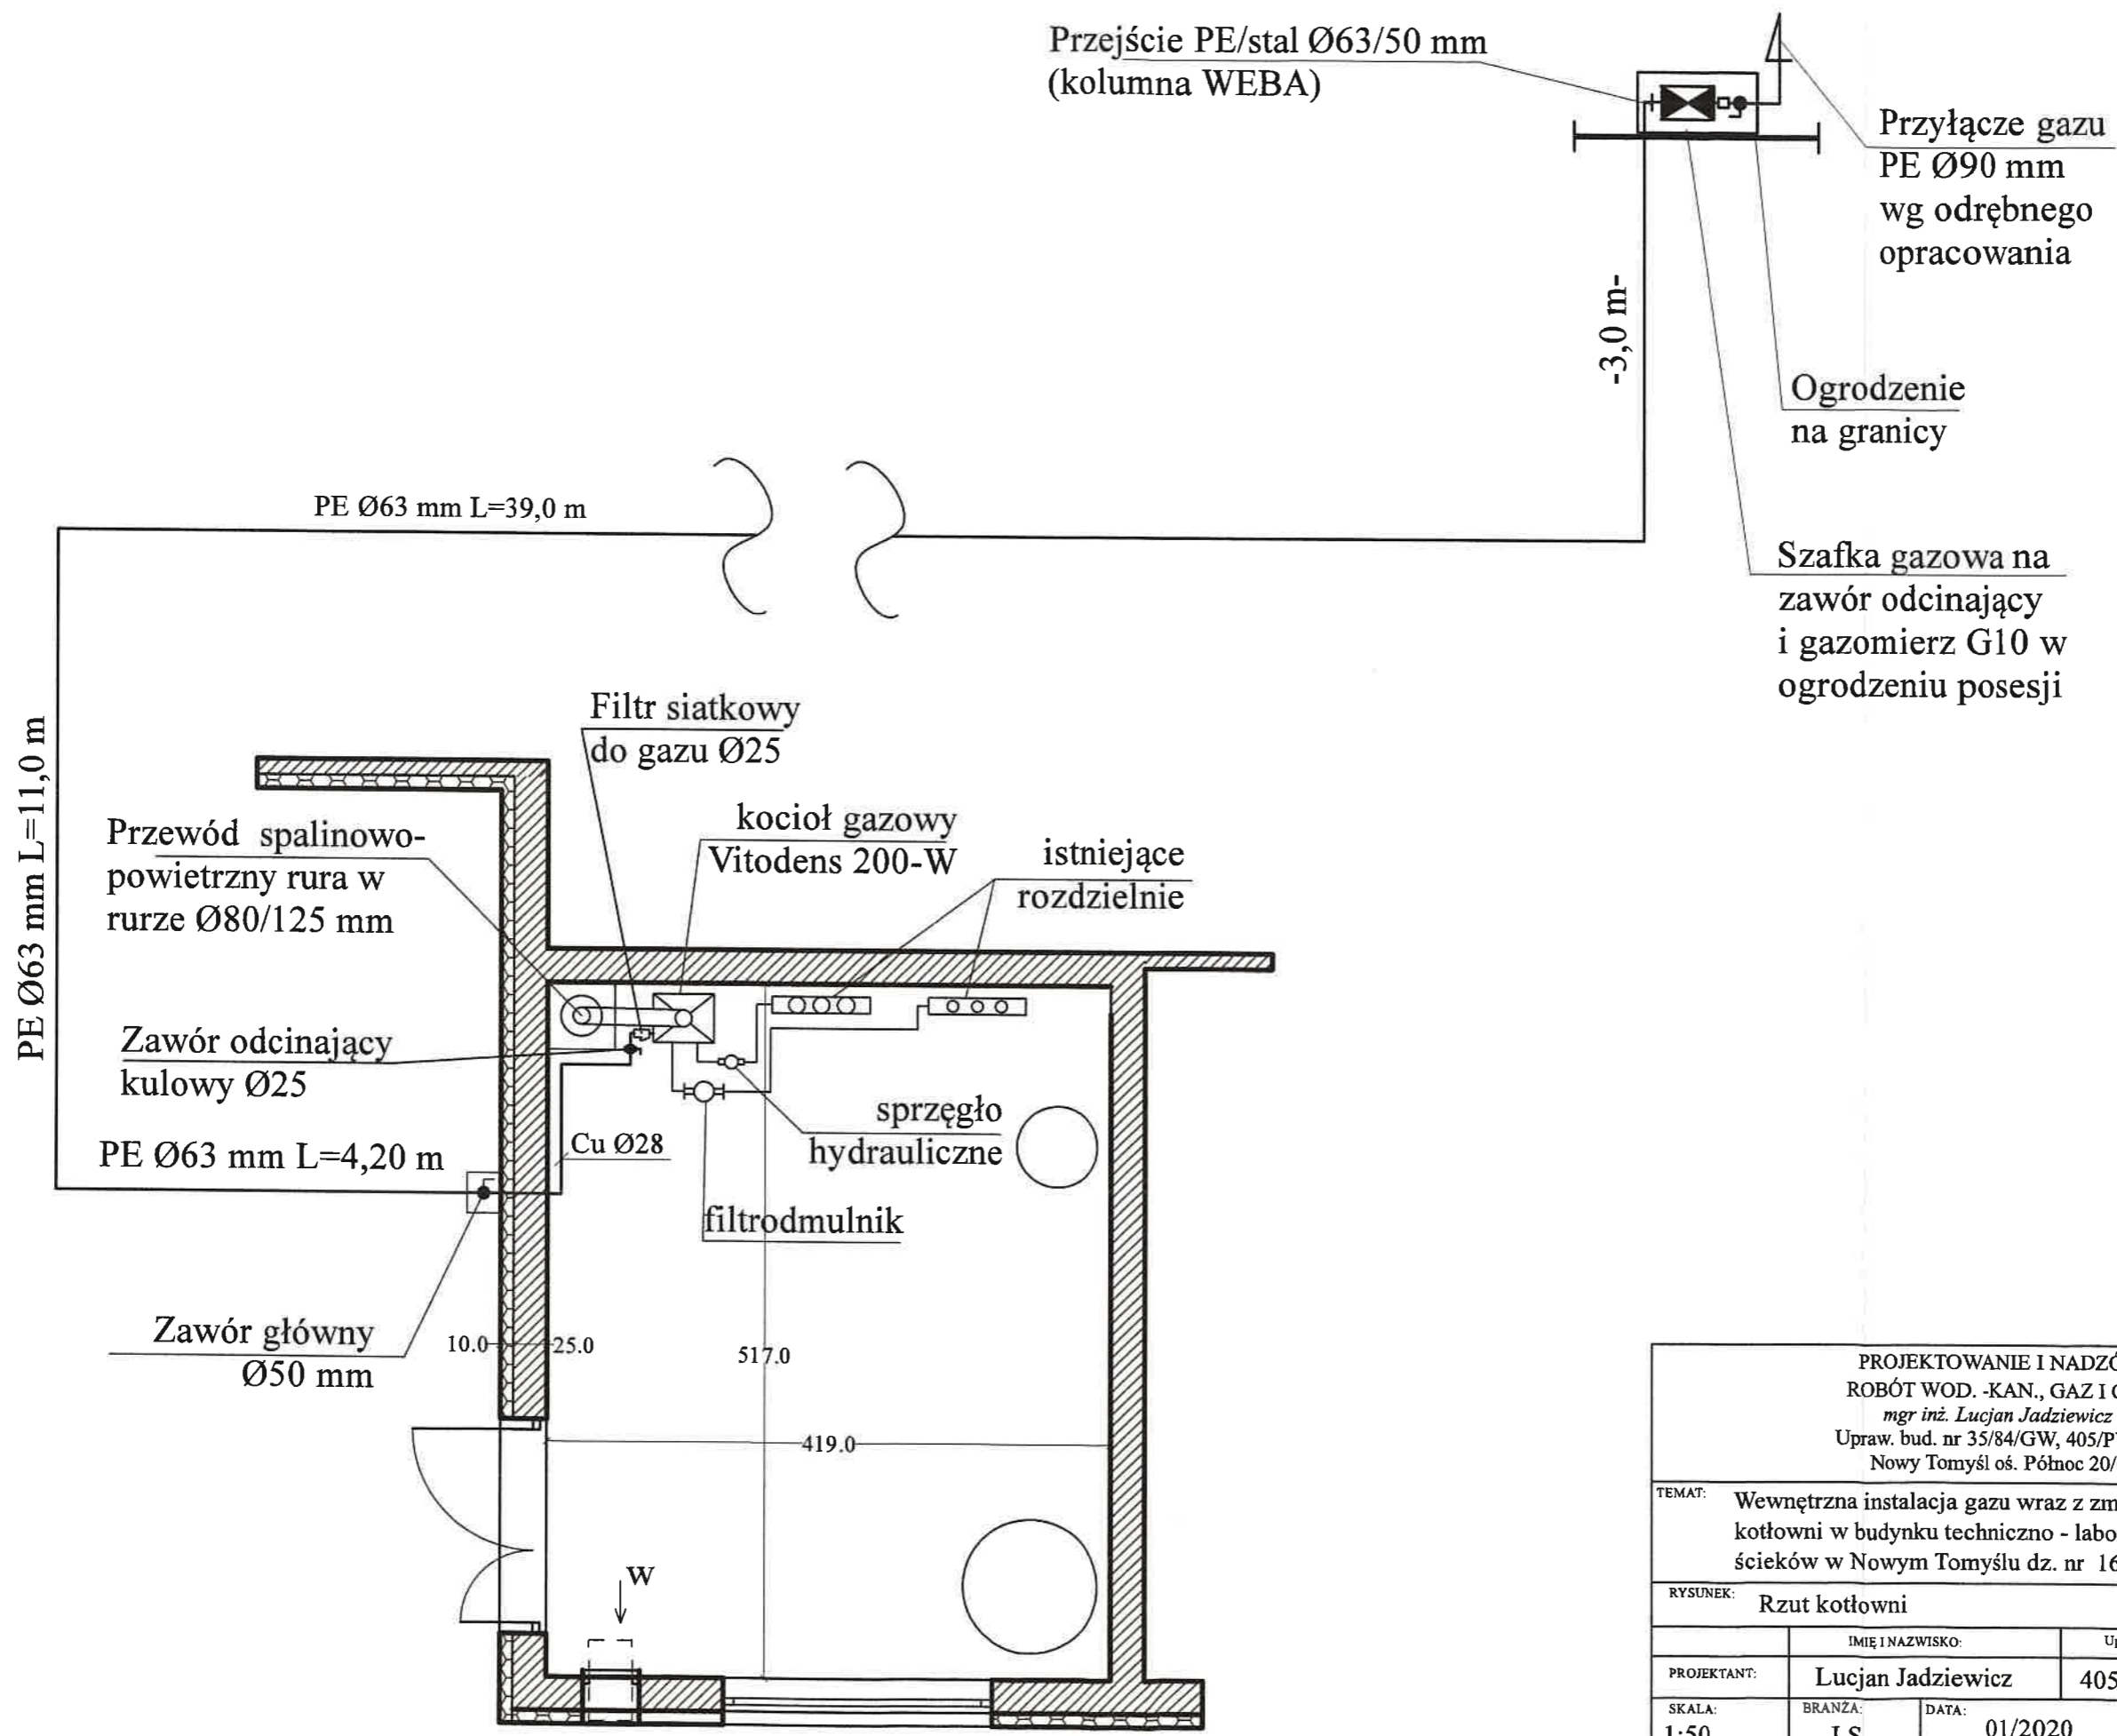 Przejście PE/stal Ø63/50 mm
(kolumna WEBA)
Przyłącze gazu
PE Ø90 mm
wg odrębnego
opracowania
-3,0 m-
Ogrodzenie
na granicy
PE Ø63 mm L=39,0 m
Szafka gazowa na
zawór odcinający
i gazomierz G10 w
ogrodzeniu posesji
PE Ø63 mm L=11,0 m
Filtr siatkowy
do gazu Ø25
kocioł gazowy
Vitodens 200-W
istniejące
rozdzielnie
Przewód spalinowo-
powietrzny rura w
rurze Ø80/125 mm
Zawór odcinający
kulowy Ø25
sprzęgło
hydrauliczne
Cu Ø28
PE Ø63 mm L=4,20 m
filtrodmulnik
Zawór główny
Ø50 mm
10.0
25.0
517.0
419.0
W
PROJEKTOWANIE I NADZÓ
ROBÓT WOD. -KAN., GAZ I
mgr inż. Lucjan Jadziewicz
Upraw. bud. nr 35/84/GW, 405/P
Nowy Tomyśl oś. Północ 20/
TEMAT: Wewnętrzna instalacja gazu wraz z zm
kotłowni w budynku techniczno - labo
ścieków w Nowym Tomyślu dz. nr 16
RYSUNEK: Rzut kotłowni
IMIĘ I NAZWISKO:
PROJEKTANT: Lucjan Jadziewicz 405
SKALA: BRANŻA: DATA:
1:50 I.S. 01/2020